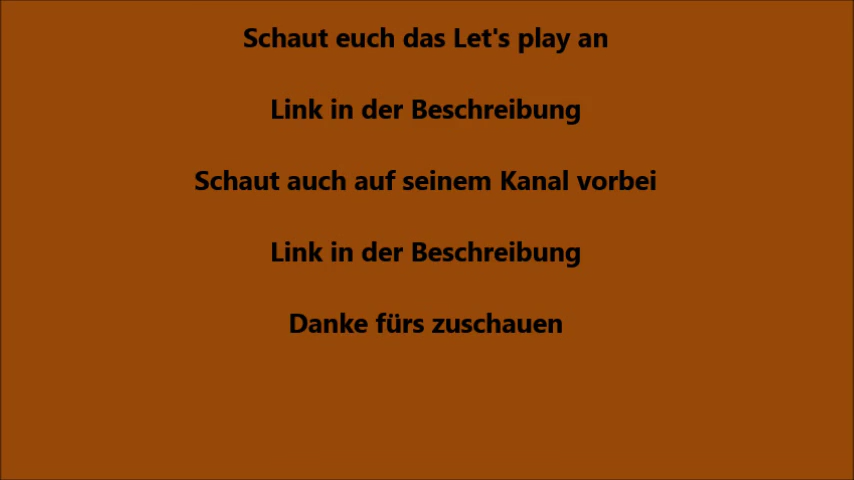 Schaut euch das Let's play an
Link in der Beschreibung
Schaut auch auf seinem Kanal vorbei
Link in der Beschreibung
Danke fürs zuschauen